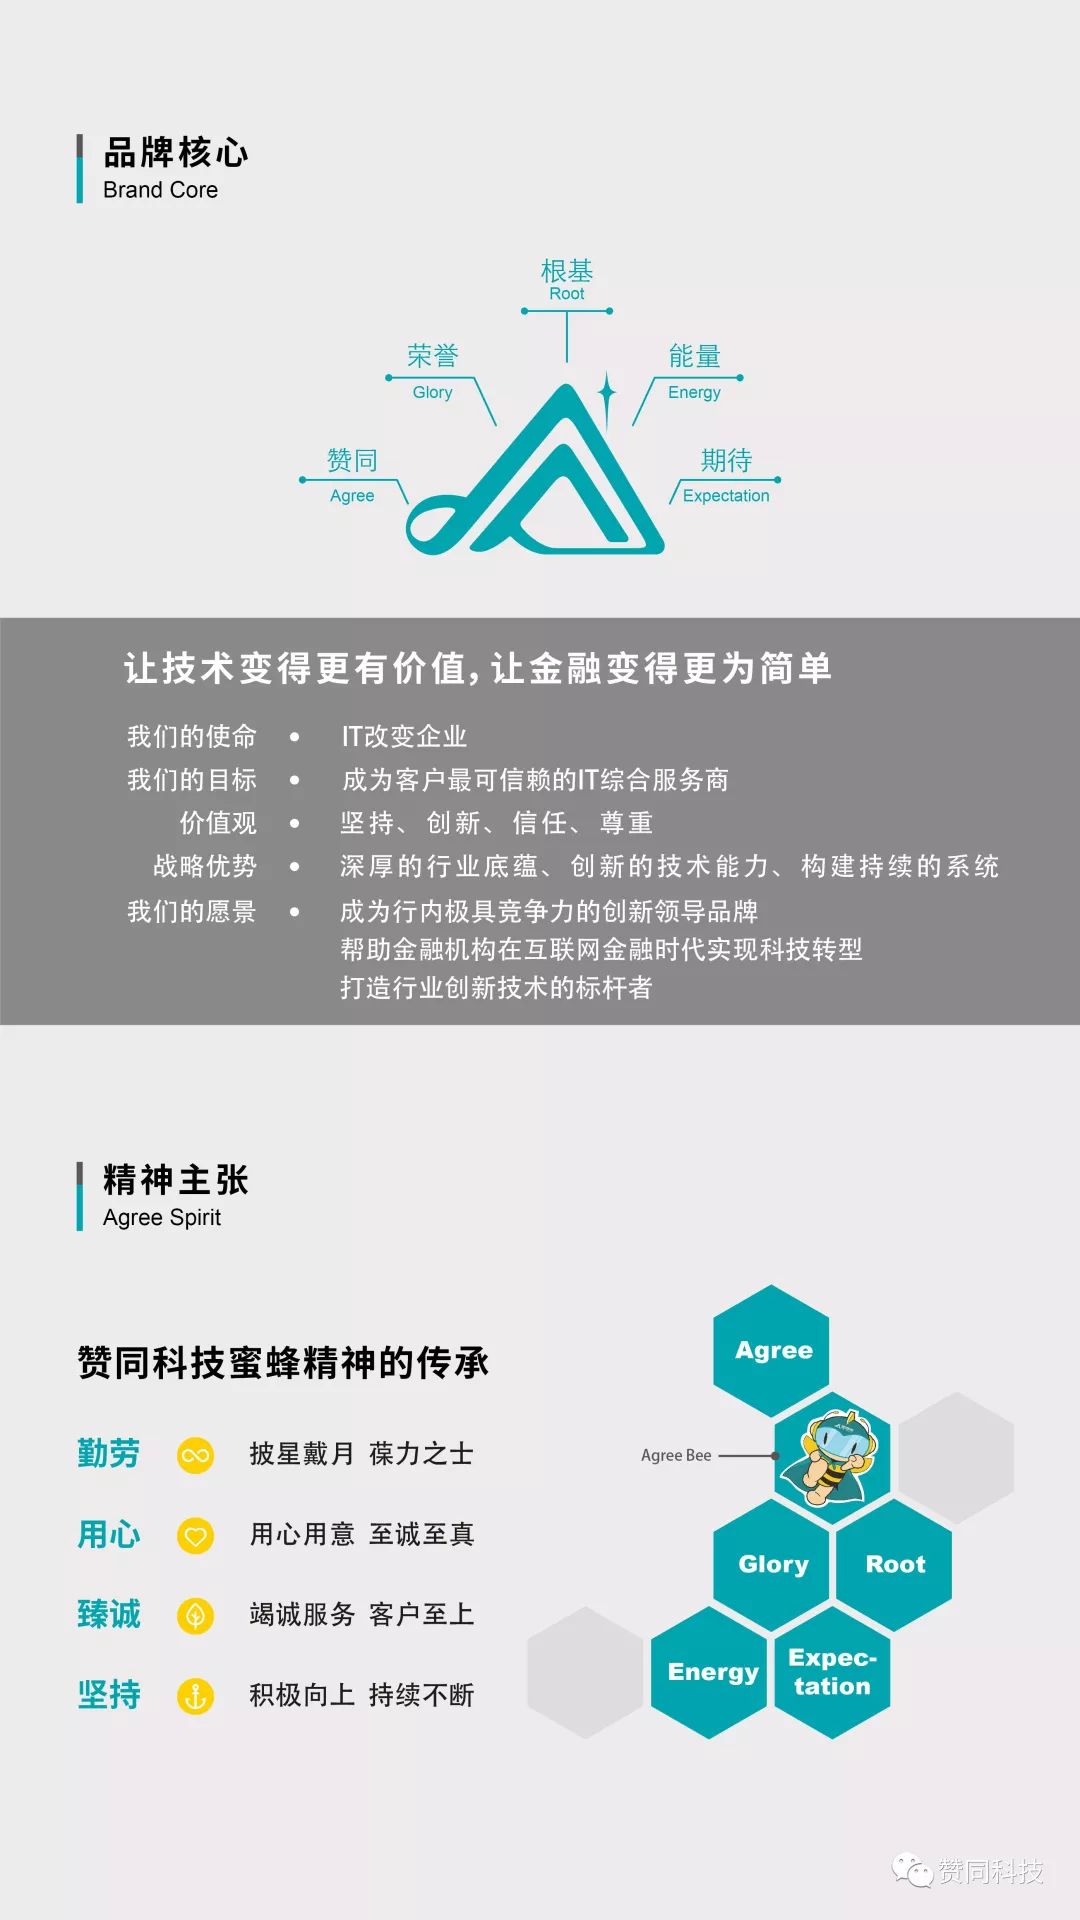 品牌核心
Brand Core
根基
Root
荣誉
Glory
能量
Energy
赞同
Agree
期待
Expectation
让技术变得更有价值，让金融变得更为简单
我们的使命 • IT改变企业
我们的目标 • 成为客户最可信赖的IT综合服务商
价值观 • 坚持、创新、信任、尊重
战略优势 • 深厚的行业底蕴、创新的技术能力、构建持续的系统
我们的愿景 • 成为行内极具竞争力的创新领导品牌
帮助金融机构在互联网金融时代实现科技转型
打造行业创新技术的标杆者
精神主张
Agree Spirit
赞同科技蜜蜂精神的传承
勤劳 披星戴月 葆力之士
用心 用心用意 至诚至真
臻诚 竭诚服务 客户至上
坚持 积极向上 持续不断
Agree
Agree Bee
Glory
Root
Energy
Expec-
tation
赞同科技